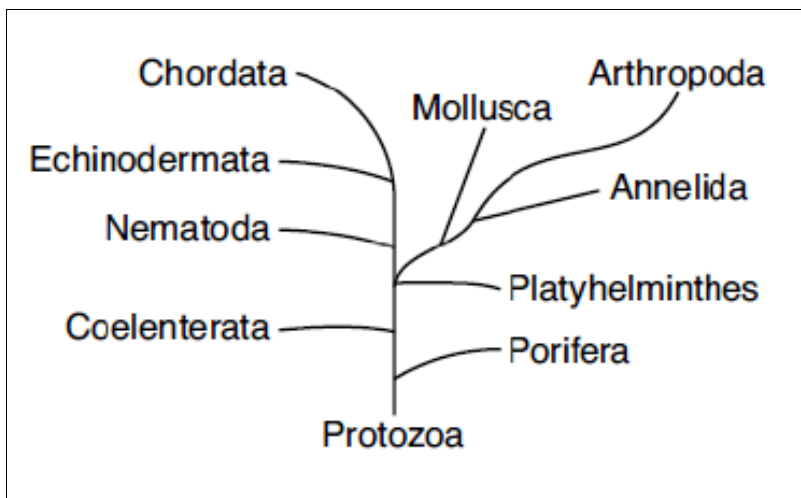 Chordata
Arthropoda
Mollusca
Echinodermata
Annelida
Nematoda
Platyhelminthes
Coelenterata
Porifera
Protozoa